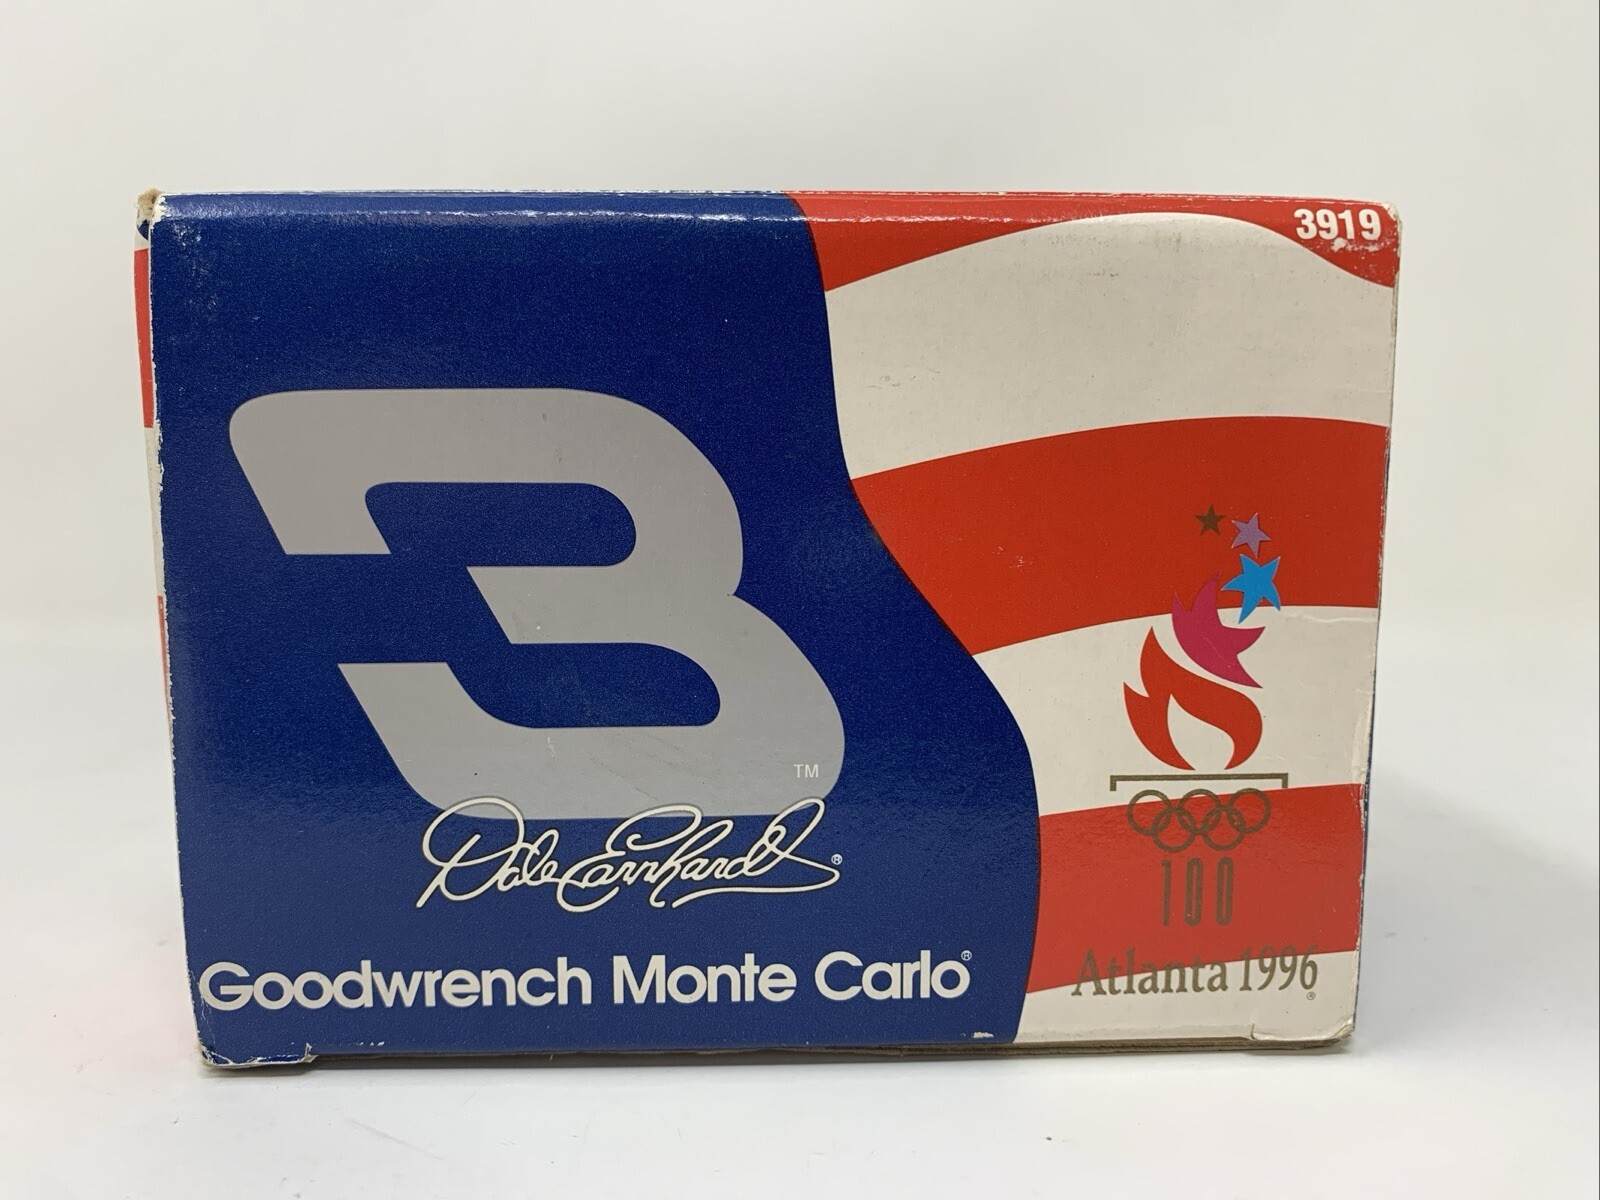 3919
3
TM
Dale Earnhardt®
Goodwrench Monte Carlo®
100
Atlanta 1996®